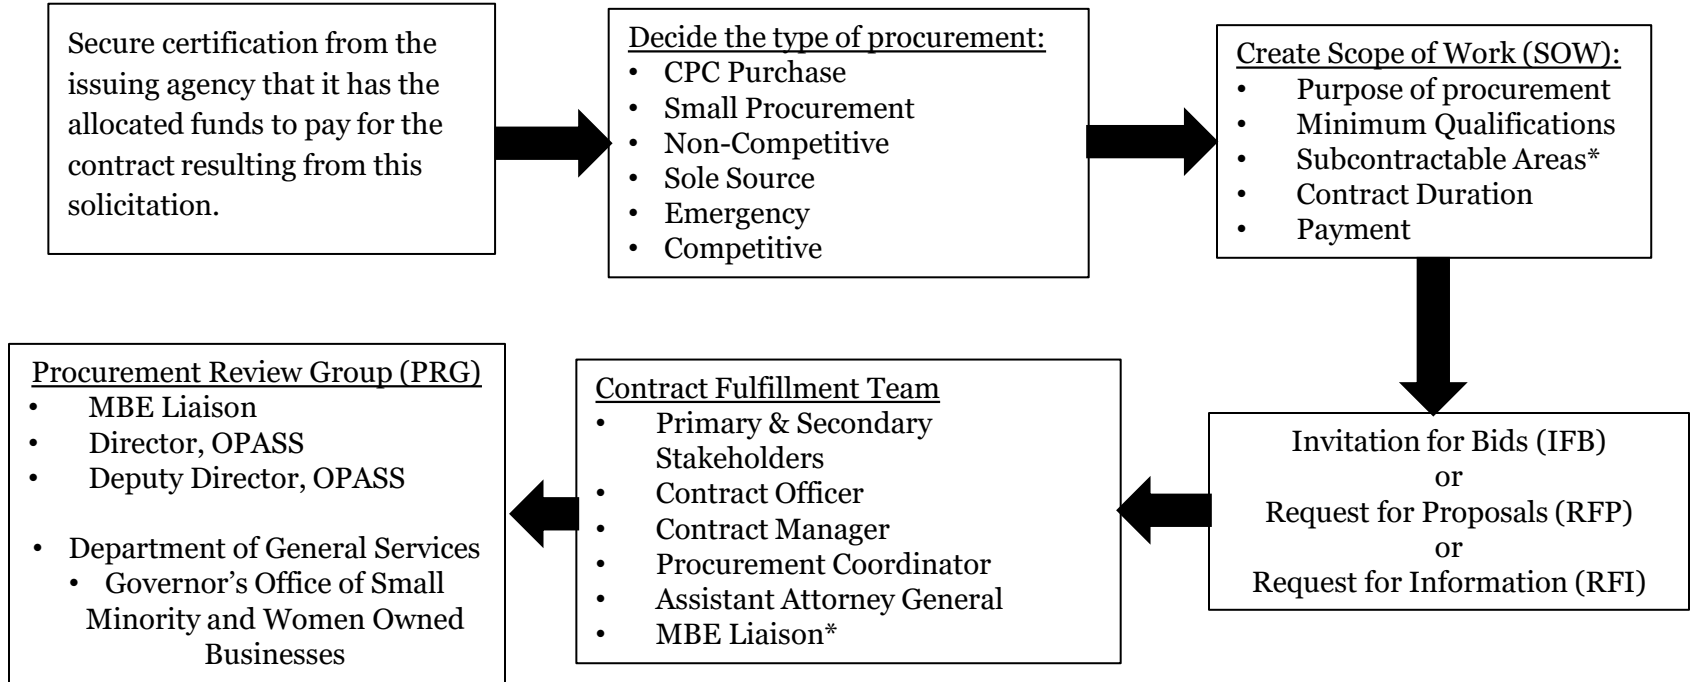 Secure certification from the
issuing agency that it has the
allocated funds to pay for the
contract resulting from this
solicitation.
Decide the type of procurement:
• CPC Purchase
• Small Procurement
• Non-Competitive
• Sole Source
• Emergency
• Competitive
Create Scope of Work (SOW):
• Purpose of procurement
• Minimum Qualifications
• Subcontractable Areas*
• Contract Duration
• Payment
Invitation for Bids (IFB)
or
Request for Proposals (RFP)
or
Request for Information (RFI)
Contract Fulfillment Team
• Primary & Secondary
Stakeholders
• Contract Officer
• Contract Manager
• Procurement Coordinator
• Assistant Attorney General
• MBE Liaison*
Procurement Review Group (PRG)
• MBE Liaison
• Director, OPASS
• Deputy Director, OPASS
• Department of General Services
• Governor’s Office of Small
Minority and Women Owned
Businesses